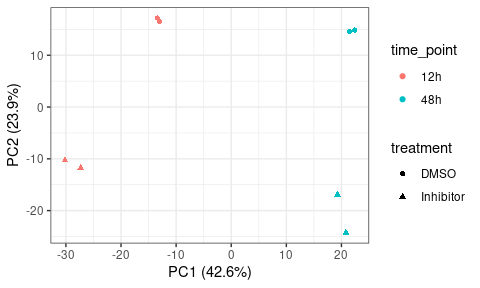 10
0
-10
-20
PC2 (23.9%)
-30
-20
-10
0
10
20
PC1 (42.6%)
time_point
12h
48h
treatment
DMSO
Inhibitor